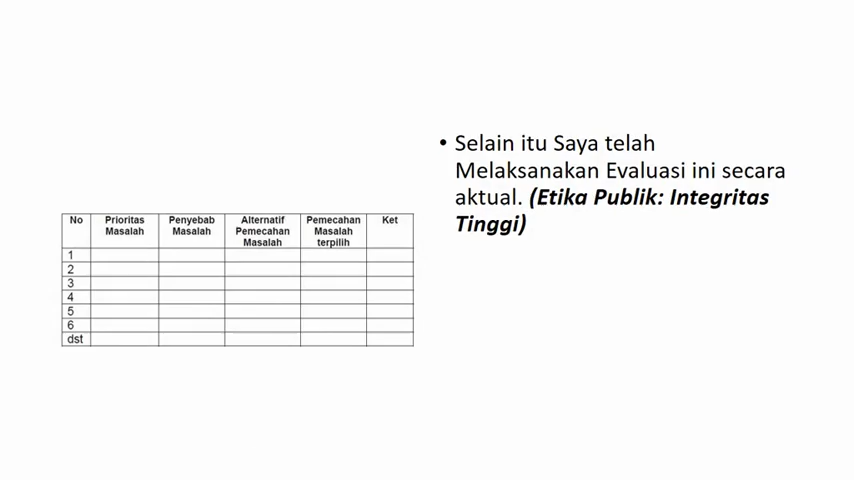 • Selain itu Saya telah
Melaksanakan Evaluasi ini secara
aktual. (Etika Publik: Integritas
Tinggi)
No Prioritas Masalah Penyebab Masalah Alternatif Pemecahan Masalah Pemecahan Masalah terpilih Ket
1
2
3
4
5
6
dst